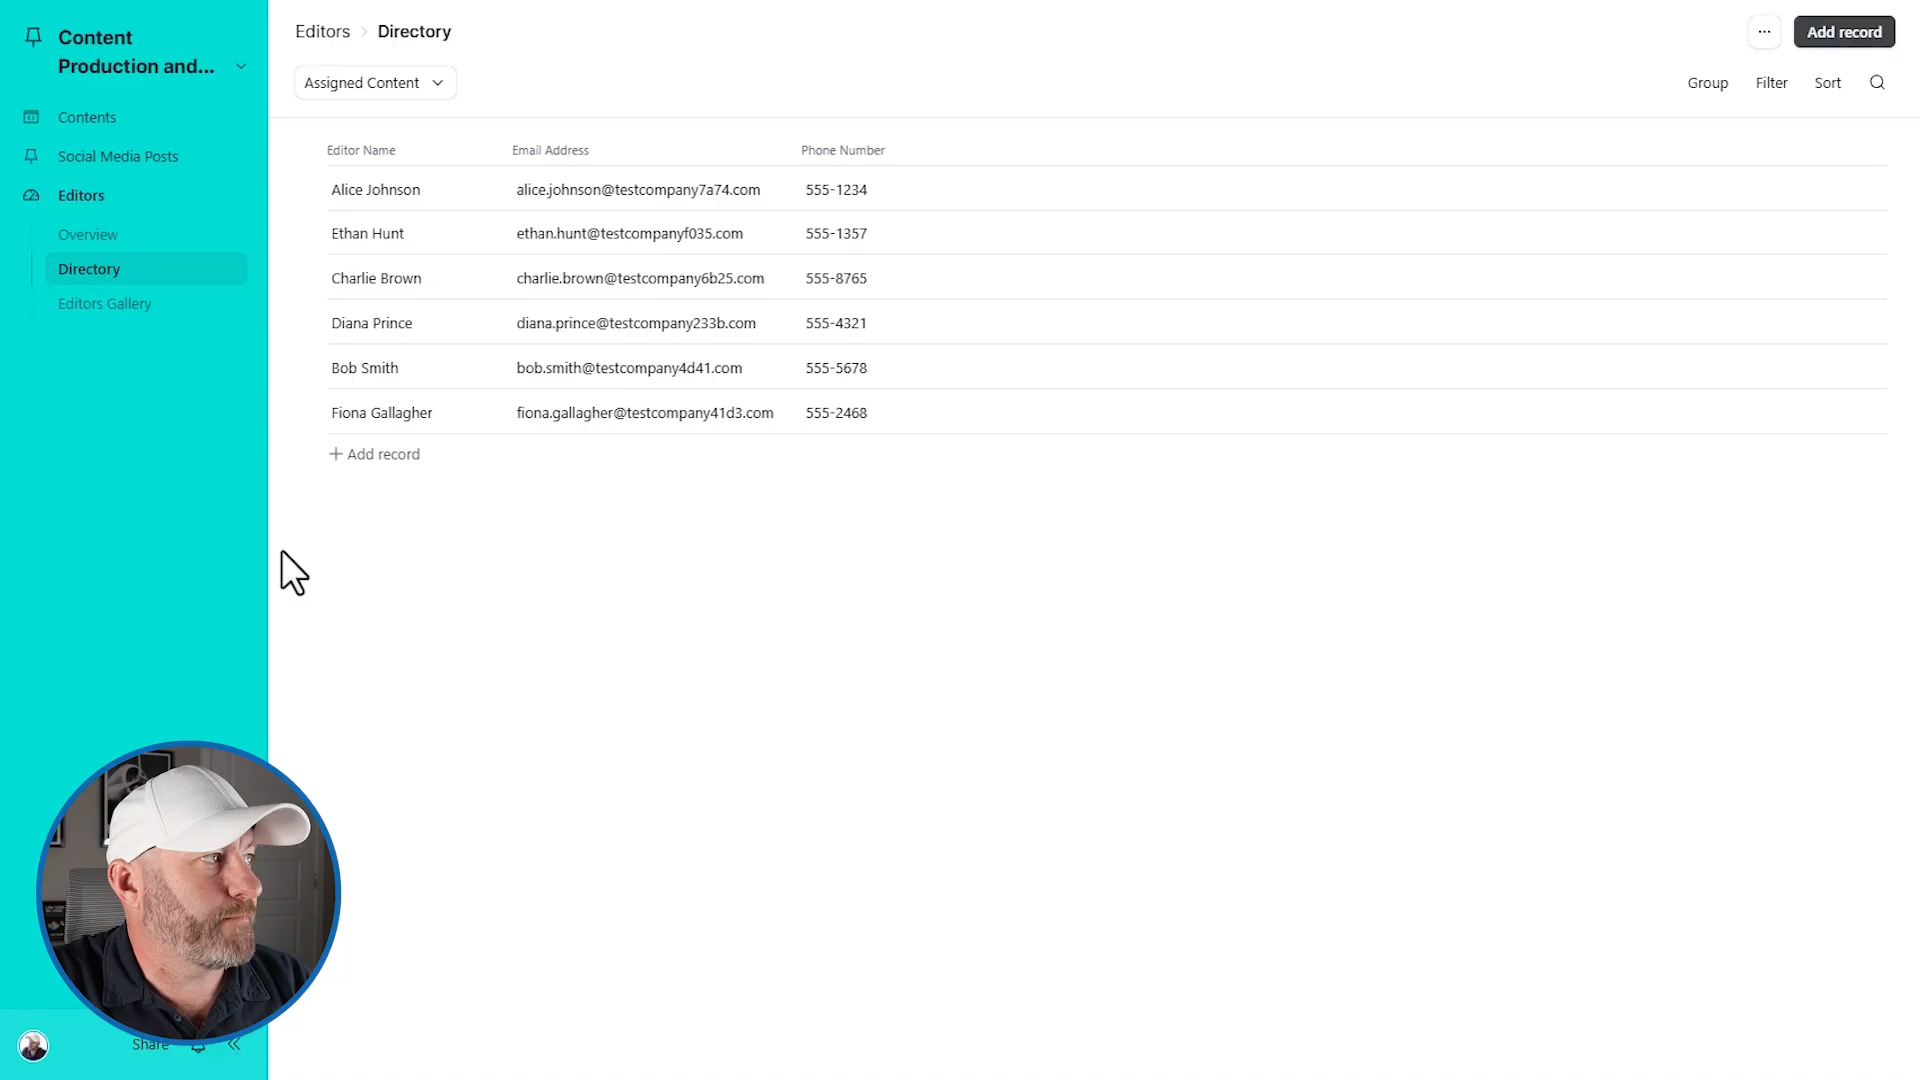 Content
Production and...
Contents
Social Media Posts
Editors
Overview
Directory
Editors Gallery
Share
Editors > Directory
... Add record
Assigned Content
Group Filter Sort
Editor Name Email Address Phone Number
Alice Johnson alice.johnson@testcompany7a74.com 555-1234
Ethan Hunt ethan.hunt@testcompanyf035.com 555-1357
Charlie Brown charlie.brown@testcompany6b25.com 555-8765
Diana Prince diana.prince@testcompany233b.com 555-4321
Bob Smith bob.smith@testcompany4d41.com 555-5678
Fiona Gallagher fiona.gallagher@testcompany41d3.com 555-2468
+ Add record